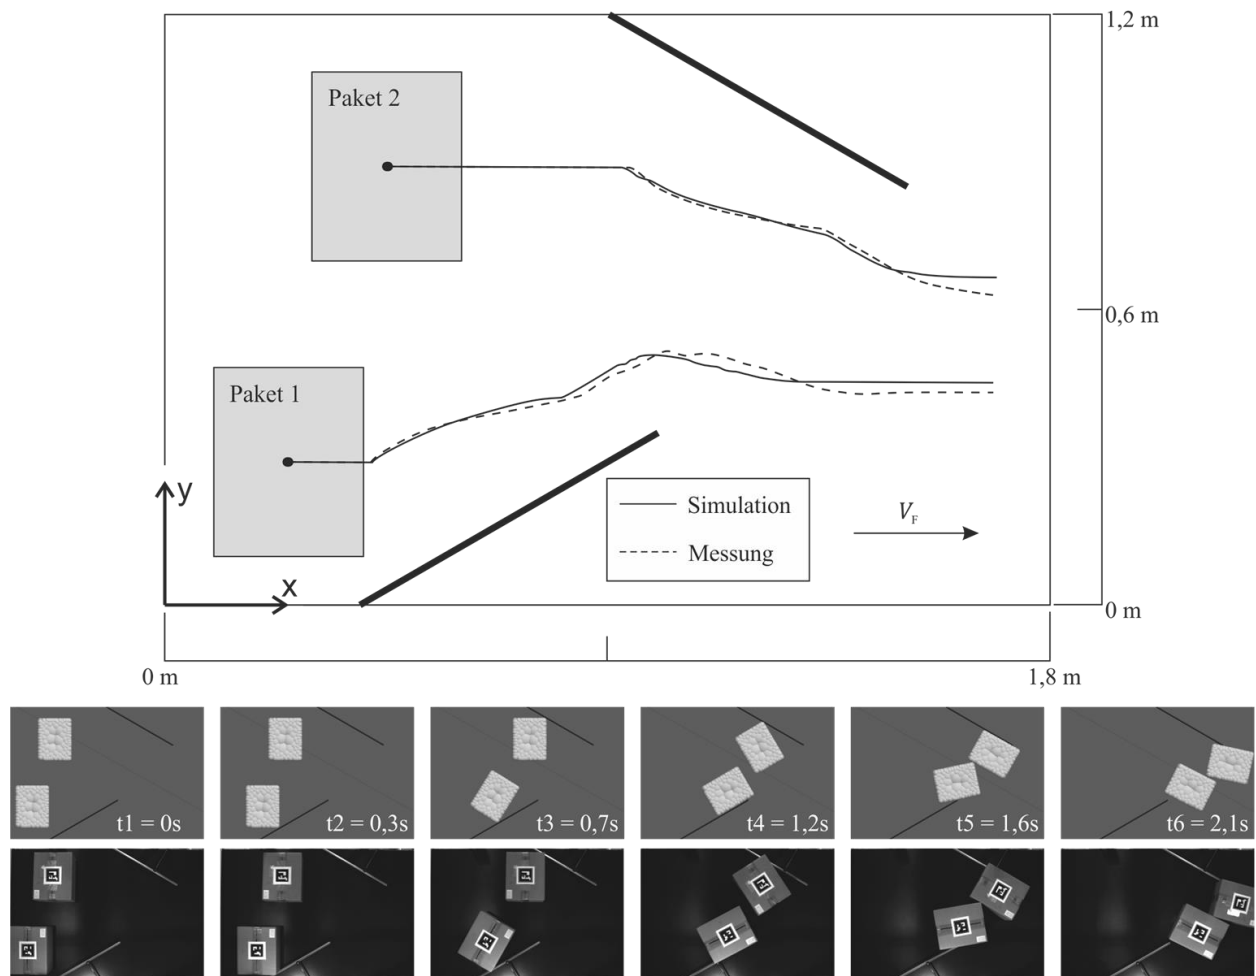 1,2 m
Paket 2
0,6 m
Paket 1
y
Simulation
V_F
Messung
x
0 m
0 m
1,8 m
t1 = 0s
t2 = 0,3s
t3 = 0,7s
t4 = 1,2s
t5 = 1,6s
t6 = 2,1s